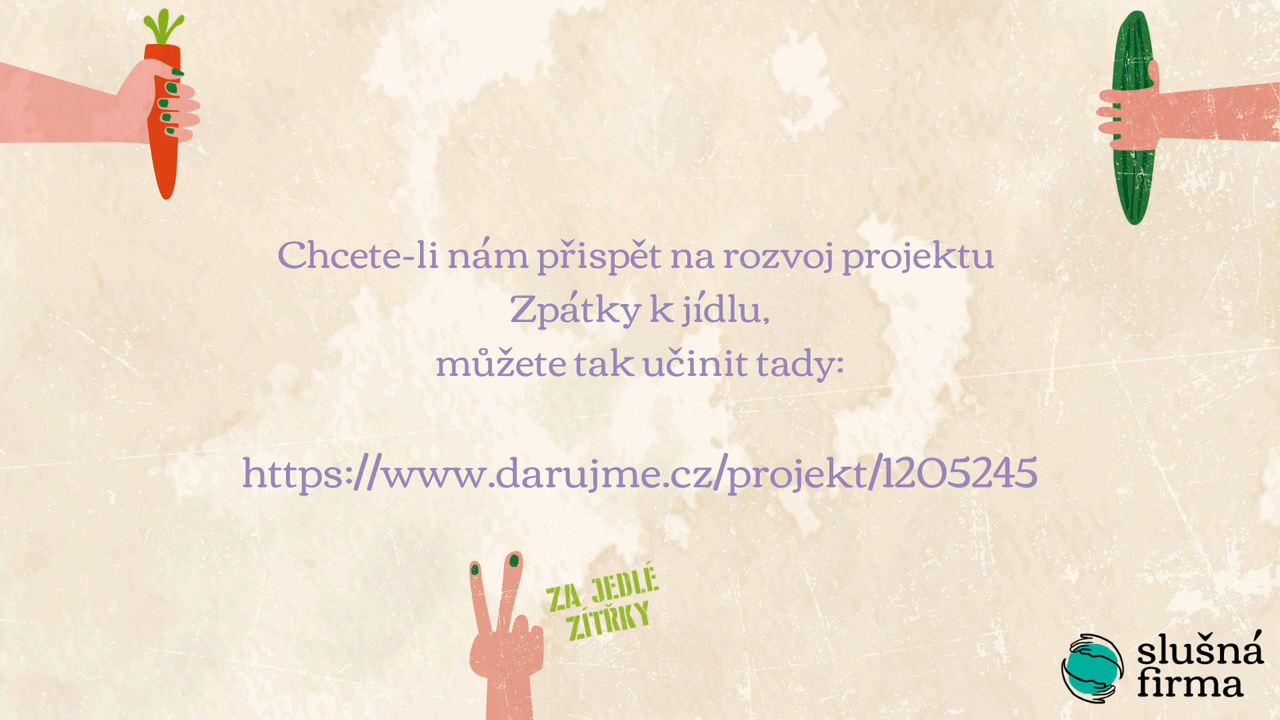 Chcete-li nám přispět na rozvoj projektu
Zpátky k jídlu,
můžete tak učinit tady:
https://www.darujme.cz/projekt/1205245
ZA JEDLÉ
ZÍTŘKY
slušná
firma